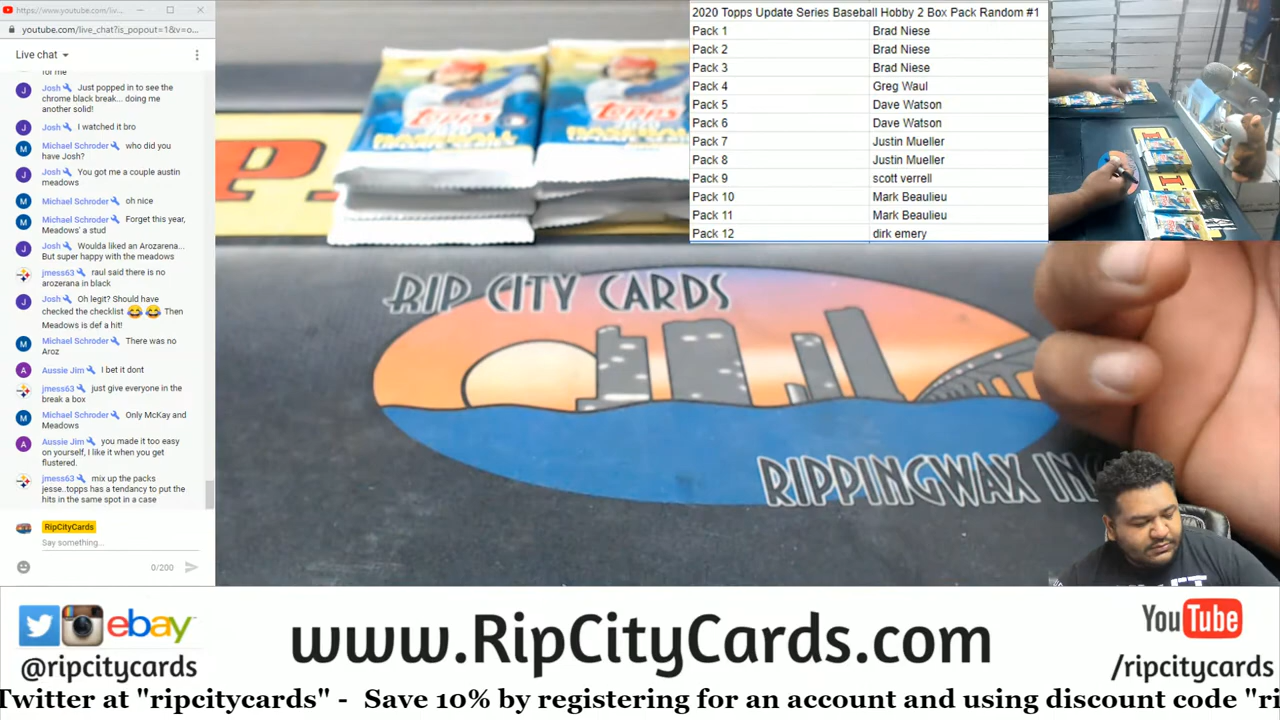 https://www.youtube.com/liv...
youtube.com/live_chat?is_popout=1&v=o...
Live chat
for me
Josh Just popped in to see the
chrome black break... doing me
another solid!
Josh I watched it bro
Michael Schroder who did you
have Josh?
Josh You got me a couple austin
meadows
Michael Schroder oh nice
Michael Schroder Forget this year,
Meadows' a stud
Josh Woulda liked an Arozarena...
But super happy with the
meadows
jmess63 raul said there is no
arozerana in black
Josh Oh legit? Should have
checked the checklist 😂 😂 Then
Meadows is def a hit!
Michael Schroder There was no
Aroz
Aussie Jim I bet it dont
jmess63 just give everyone in the
break a box
Michael Schroder Only McKay and
Meadows
Aussie Jim you made it too easy
on yourself, I like it when you get
flustered.
jmess63 mix up the packs
jesse..topps has a tendancy to put the
hits in the same spot in a case
RipCityCards
Say something...
0/200
2020 Topps Update Series Baseball Hobby 2 Box Pack Random #1
Pack 1 Brad Niese
Pack 2 Brad Niese
Pack 3 Brad Niese
Pack 4 Greg Waul
Pack 5 Dave Watson
Pack 6 Dave Watson
Pack 7 Justin Mueller
Pack 8 Justin Mueller
Pack 9 scott verrell
Pack 10 Mark Beaulieu
Pack 11 Mark Beaulieu
Pack 12 dirk emery
topps
BASEBALL
topps
BASEBALL
P.
RIP CITY CARDS
RIPPINGWAX IN
ebay
@ripcitycards
www.RipCityCards.com
YouTube
/ripcitycards
Twitter at "ripcitycards" - Save 10% by registering for an account and using discount code "ri